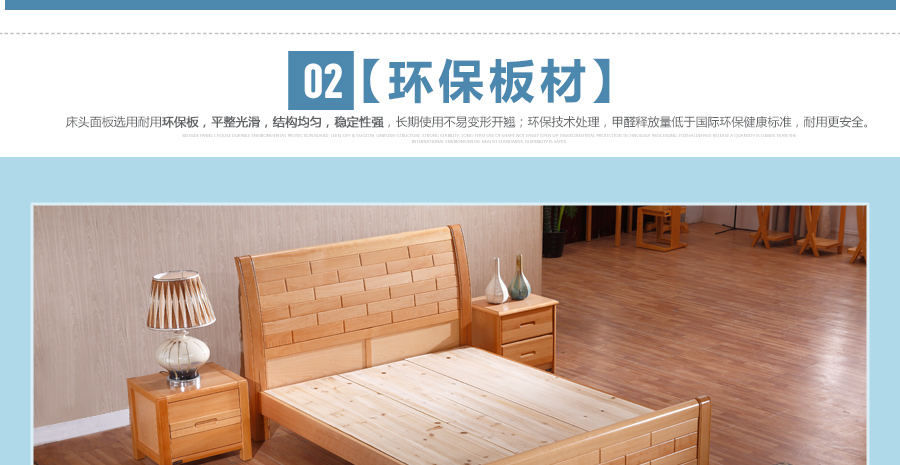 02【环保板材】
床头面板选用耐用环保板，平整光滑，结构均匀，稳定性强，长期使用不易变形开翘；环保技术处理，甲醛释放量低于国际环保健康标准，耐用更安全。